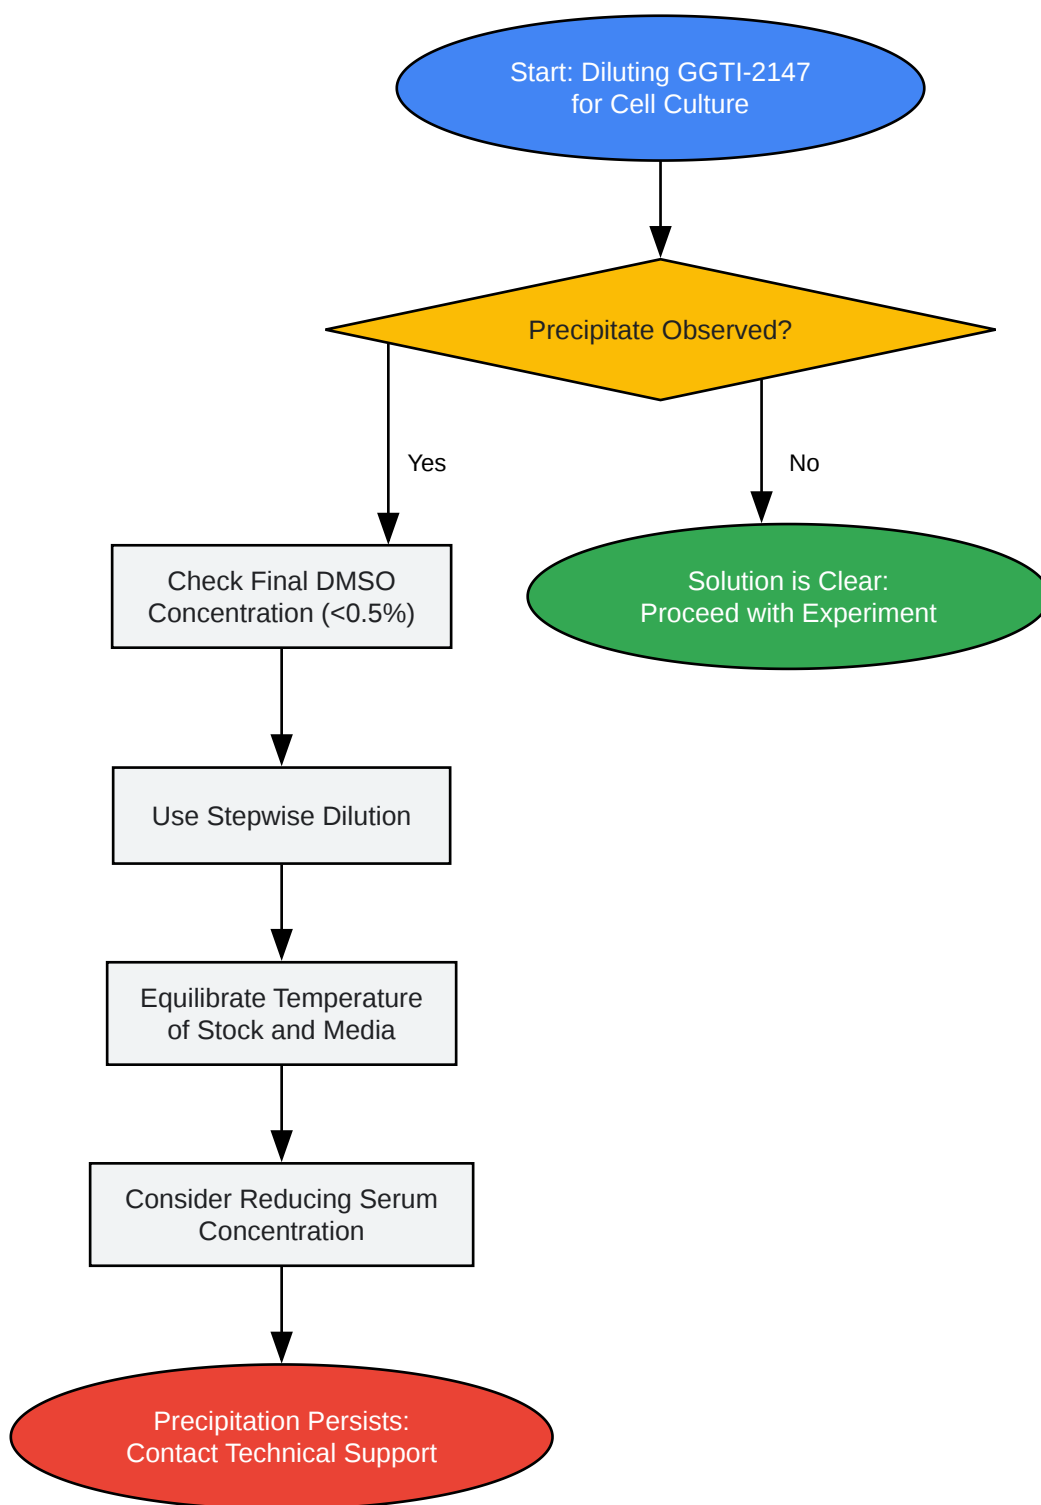 Start: Diluting GGTI-2147
for Cell Culture
Precipitate Observed?
Yes
No
Check Final DMSO
Concentration (<0.5%)
Solution is Clear:
Proceed with Experiment
Use Stepwise Dilution
Equilibrate Temperature
of Stock and Media
Consider Reducing Serum
Concentration
Precipitation Persists:
Contact Technical Support